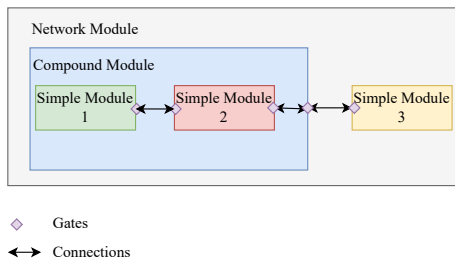 Network Module
Compound Module
Simple Module
1
Simple Module
2
Simple Module
3
Gates
Connections